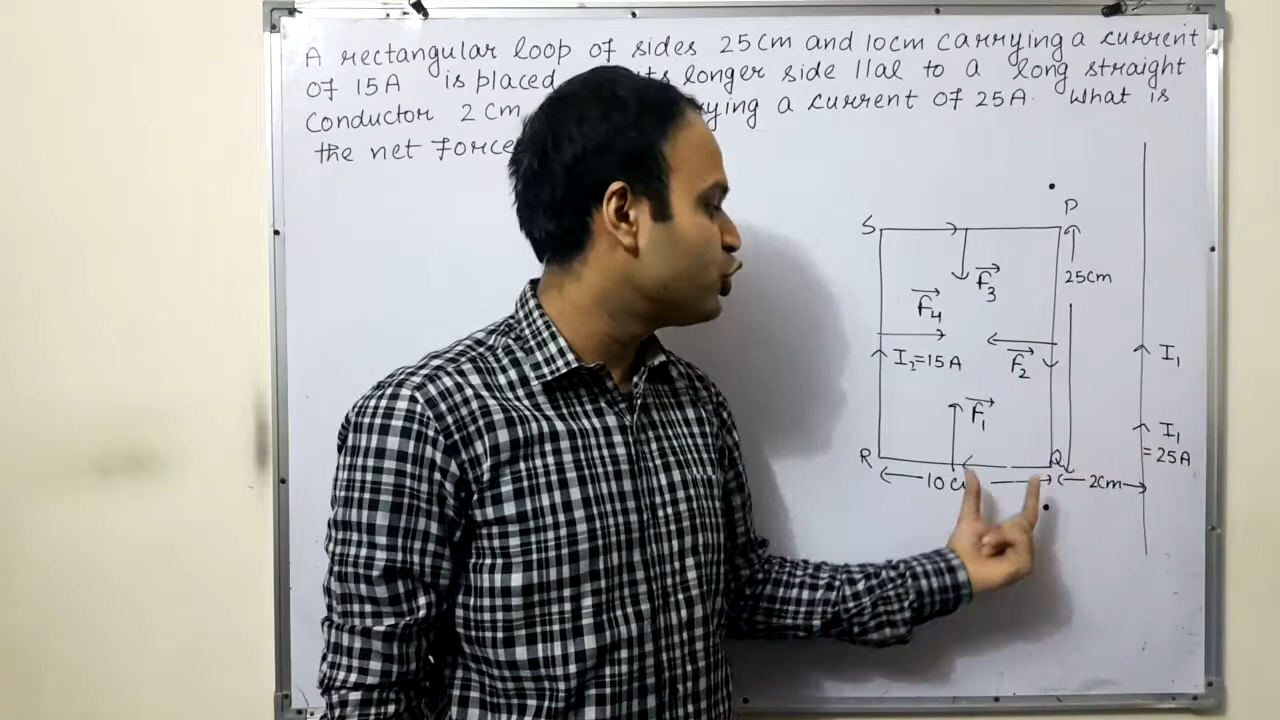 A rectangular loop of sides 25cm and 10cm carrying a current
of 15A is placed its longer side llal to a long straight
Conductor 2cm a current of 25A. What is
the net force
P
S
25cm
F3
F4
I2=15A
F2
I1
F1
I1
=25A
R
Q
10 2cm